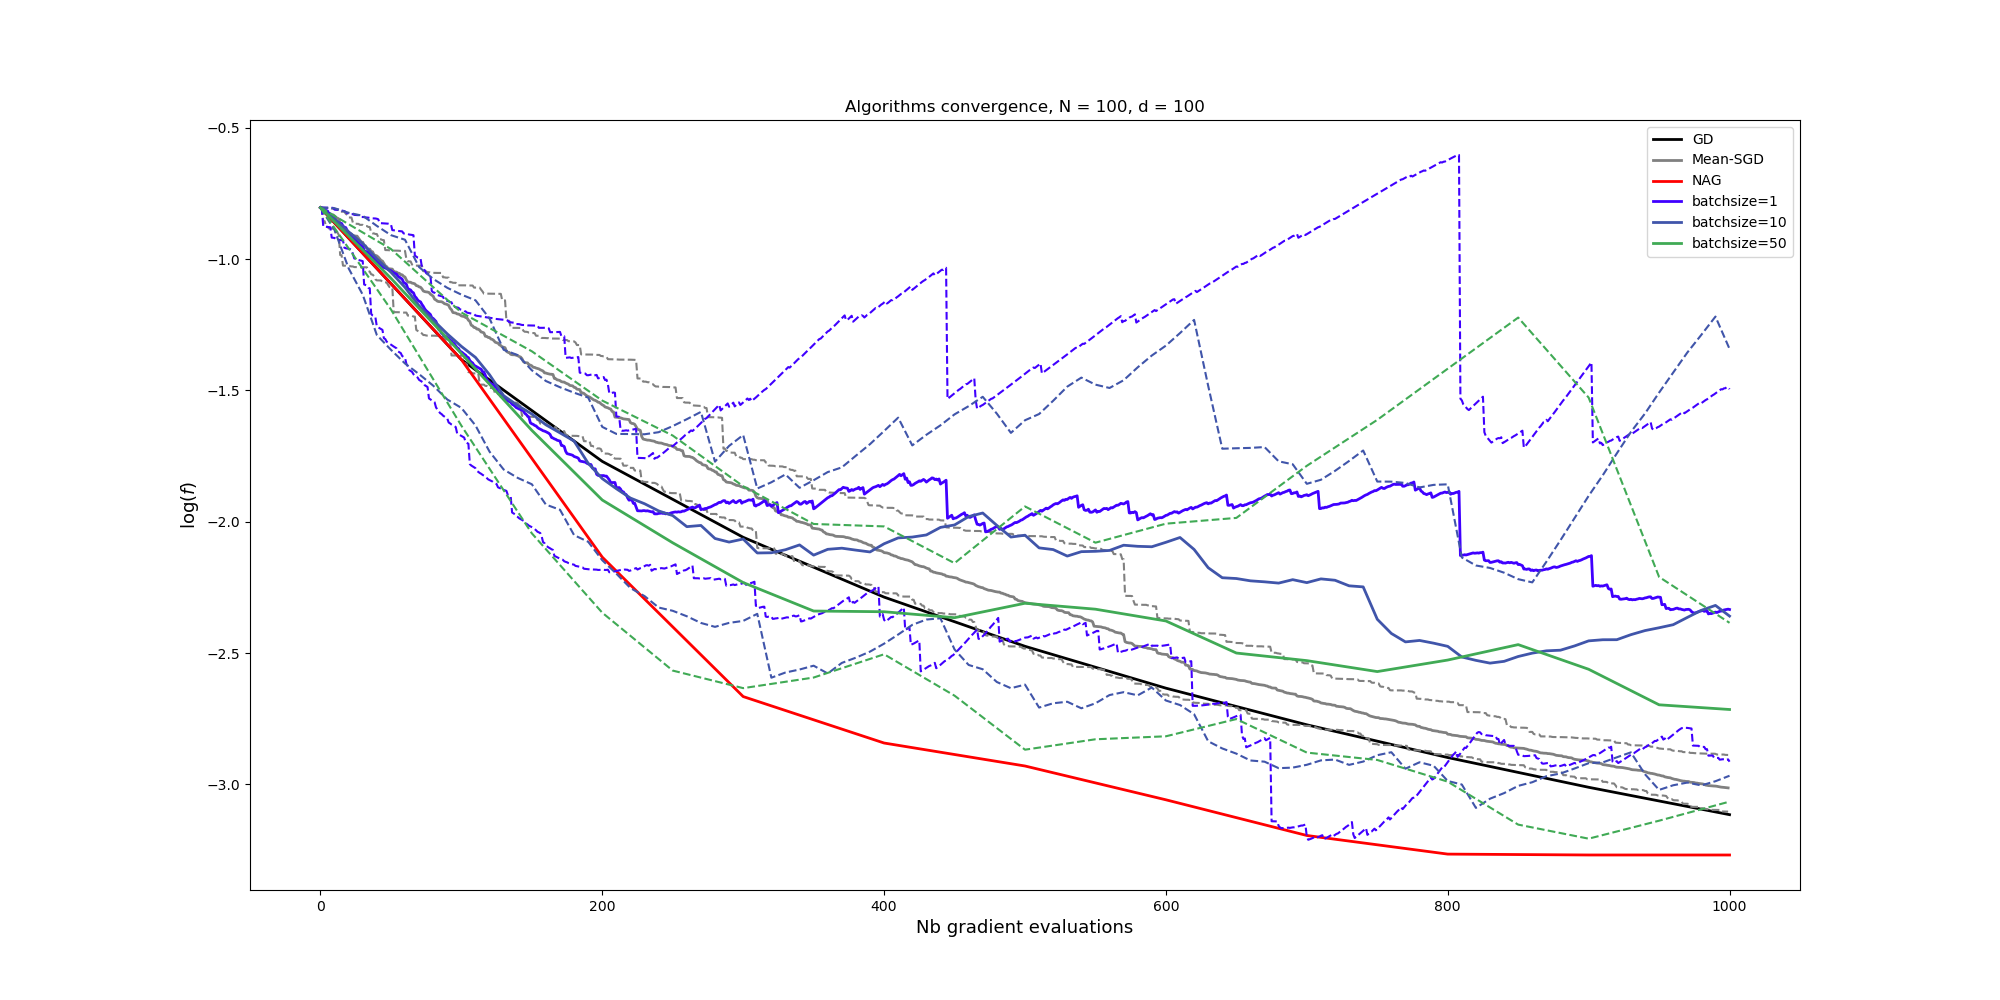 Algorithms convergence, N = 100, d = 100
−0.5
−1.0
−1.5
−2.0
−2.5
−3.0
log(f)
GD
Mean-SGD
NAG
batchsize=1
batchsize=10
batchsize=50
0 200 400 600 800 1000
Nb gradient evaluations